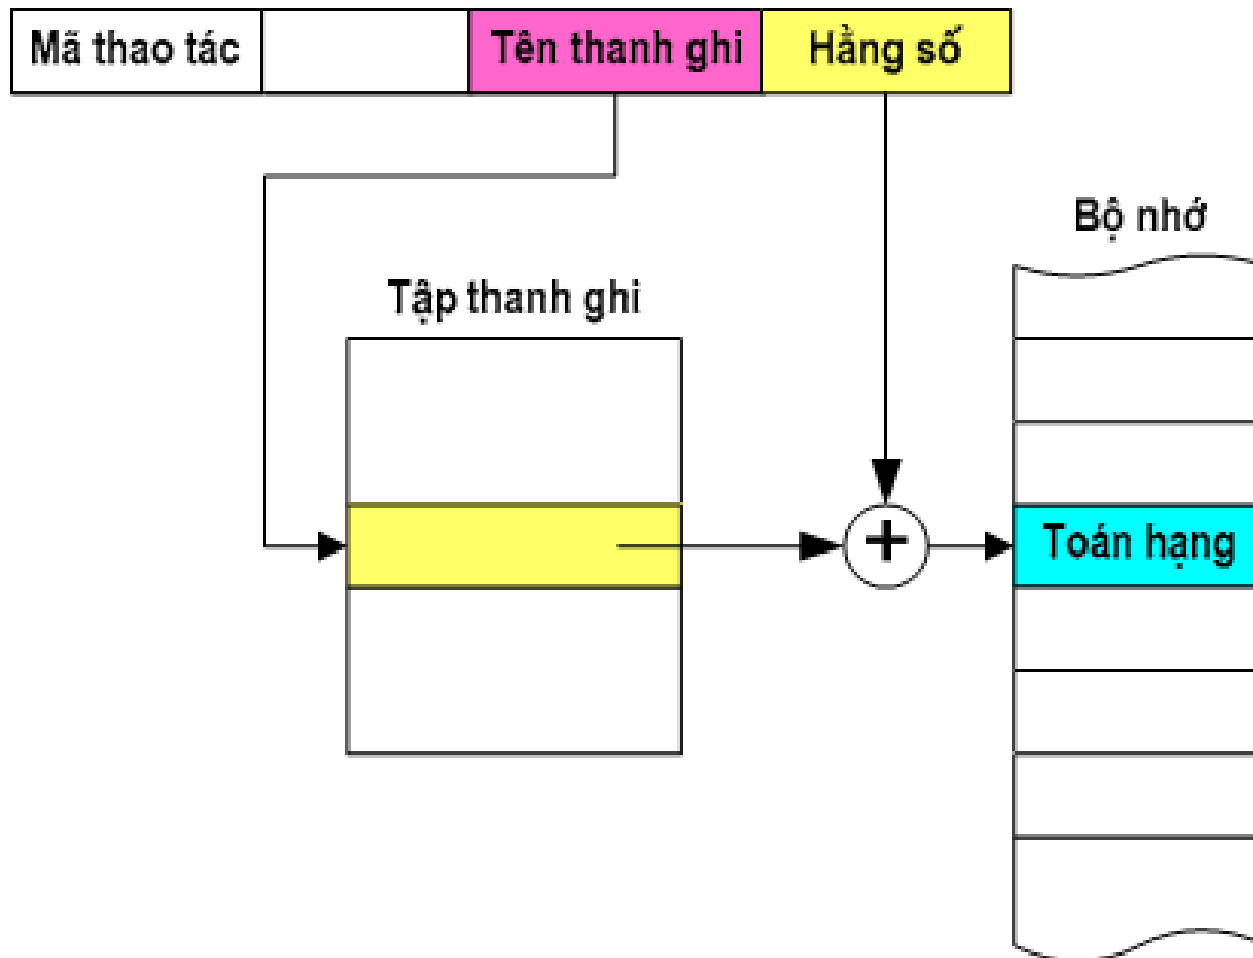 Mã thao tác Tên thanh ghi Hằng số
Bộ nhớ
Tập thanh ghi
+ Toán hạng